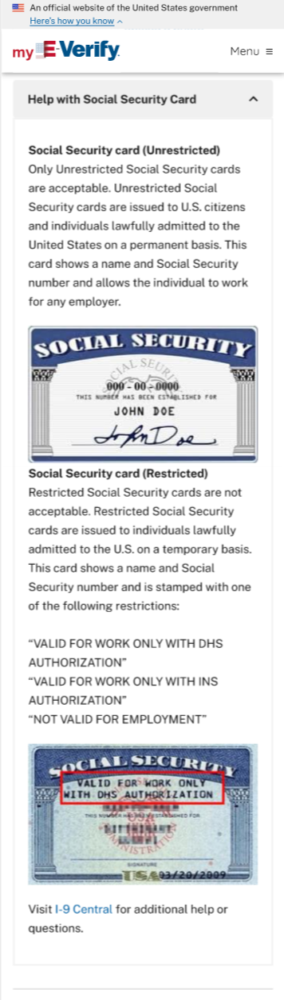 An official website of the United States government
Here's how you know
my E-Verify
Menu
Help with Social Security Card
Social Security card (Unrestricted)
Only Unrestricted Social Security cards
are acceptable. Unrestricted Social
Security cards are issued to U.S. citizens
and individuals lawfully admitted to the
United States on a permanent basis. This
card shows a name and Social Security
number and allows the individual to work
for any employer.
SOCIAL SECURITY
SOCIAL SECURITY
000-00-0000
THIS NUMBER HAS BEEN ESTABLISHED FOR
JOHN DOE
John Doe
Social Security card (Restricted)
Restricted Social Security cards are not
acceptable. Restricted Social Security
cards are issued to individuals lawfully
admitted to the U.S. on a temporary basis.
This card shows a name and Social
Security number and is stamped with one
of the following restrictions:
“VALID FOR WORK ONLY WITH DHS
AUTHORIZATION”
“VALID FOR WORK ONLY WITH INS
AUTHORIZATION”
“NOT VALID FOR EMPLOYMENT”
SOCIAL SECURITY
VALID FOR WORK ONLY
WITH DHS AUTHORIZATION
THIS NUMBER HAS BEEN ESTABLISHED FOR
USA
ADMINISTRATION
SIGNATURE
USA 03/20/2009
Visit I-9 Central for additional help or
questions.